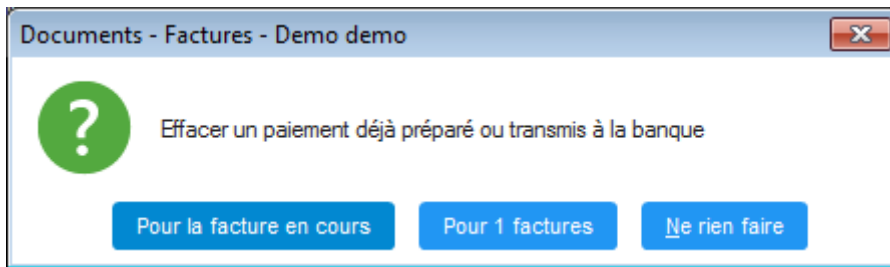 Documents - Factures - Demo demo
?
Effacer un paiement déjà préparé ou transmis à la banque
Pour la facture en cours
Pour 1 factures
Ne rien faire